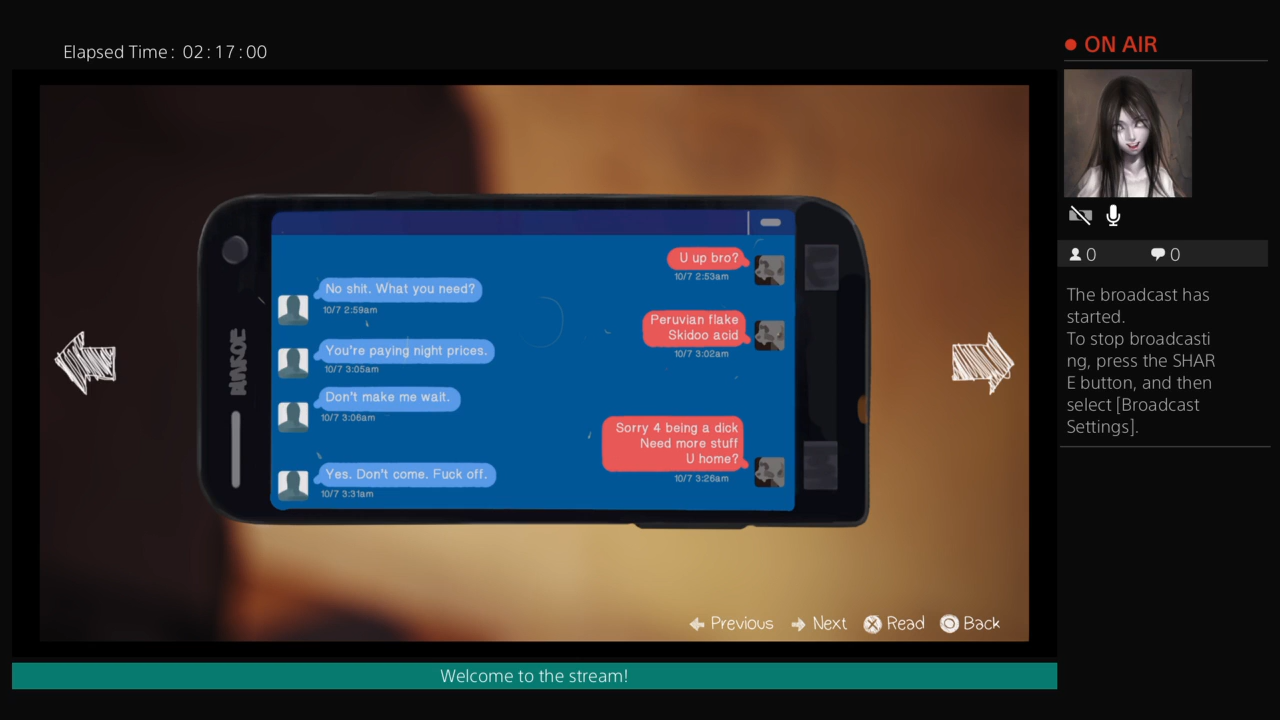 Elapsed Time: 02:17:00
ON AIR
U up bro?
10/7 2:53am
No shit. What you need?
10/7 2:59am
Peruvian flake
Skidoo acid
10/7 3:02am
You're paying night prices.
10/7 3:05am
Don't make me wait.
10/7 3:06am
Sorry 4 being a dick
Need more stuff
U home?
10/7 3:26am
Yes. Don't come. Fuck off.
10/7 3:31am
Previous
Next
Read
Back
0
0
The broadcast has
started.
To stop broadcasti
ng, press the SHAR
E button, and then
select [Broadcast
Settings].
Welcome to the stream!